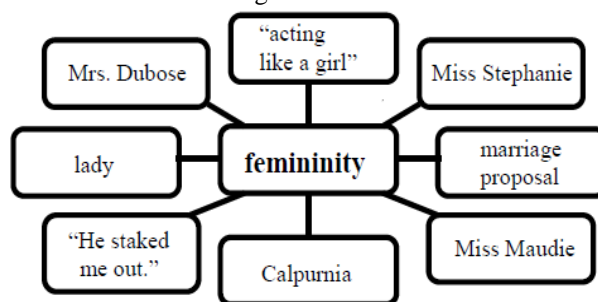 “acting
like a girl”
Mrs. Dubose
Miss Stephanie
lady
femininity
marriage
proposal
“He staked
me out.”
Calpurnia
Miss Maudie